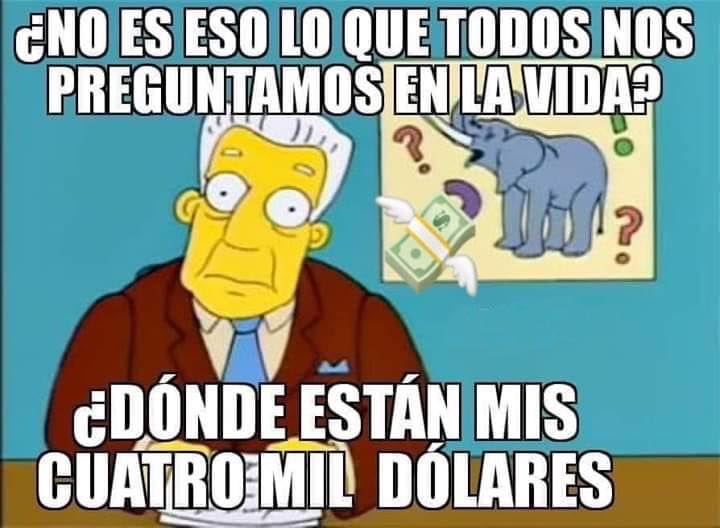 ¿NO ES ESO LO QUE TODOS NOS
PREGUNTAMOS EN LA VIDA?
? !
$
?
¿DÓNDE ESTÁN MIS
CUATRO MIL DÓLARES